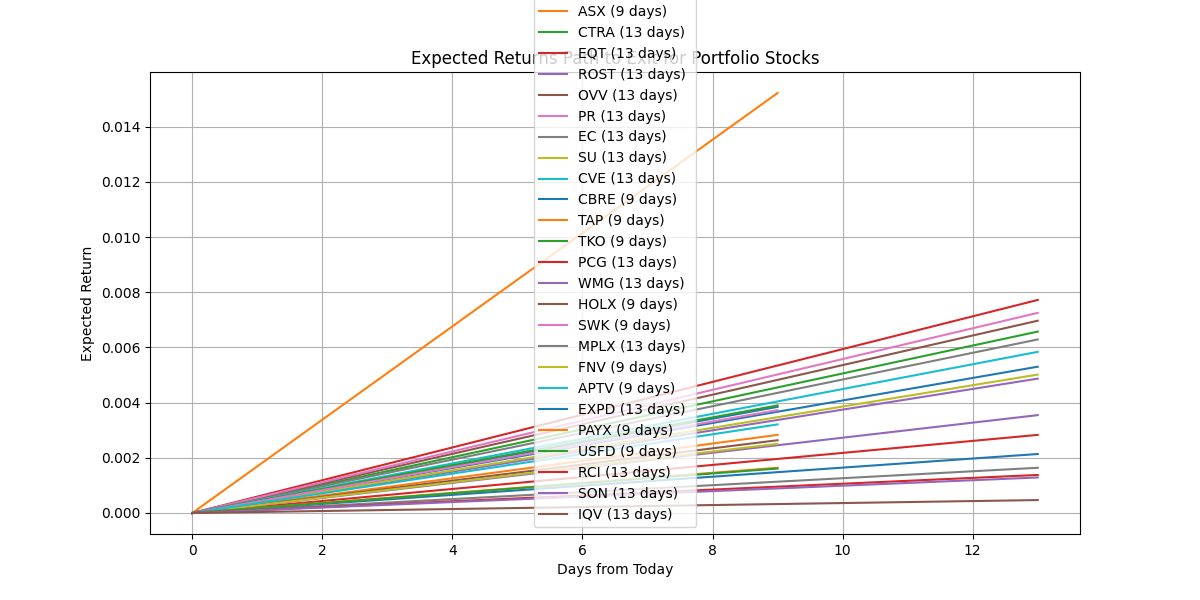 Expected Returns Path to Exit for Portfolio Stocks
ASX (9 days)
CTRA (13 days)
EQT (13 days)
ROST (13 days)
OVV (13 days)
PR (13 days)
EC (13 days)
SU (13 days)
CVE (13 days)
CBRE (9 days)
TAP (9 days)
TKO (9 days)
PCG (13 days)
WMG (13 days)
HOLX (9 days)
SWK (9 days)
MPLX (13 days)
FNV (9 days)
APTV (9 days)
EXPD (13 days)
PAYX (9 days)
USFD (9 days)
RCI (13 days)
SON (13 days)
IQV (13 days)
Expected Return
0.014
0.012
0.010
0.008
0.006
0.004
0.002
0.000
0
2
4
6
8
10
12
Days from Today